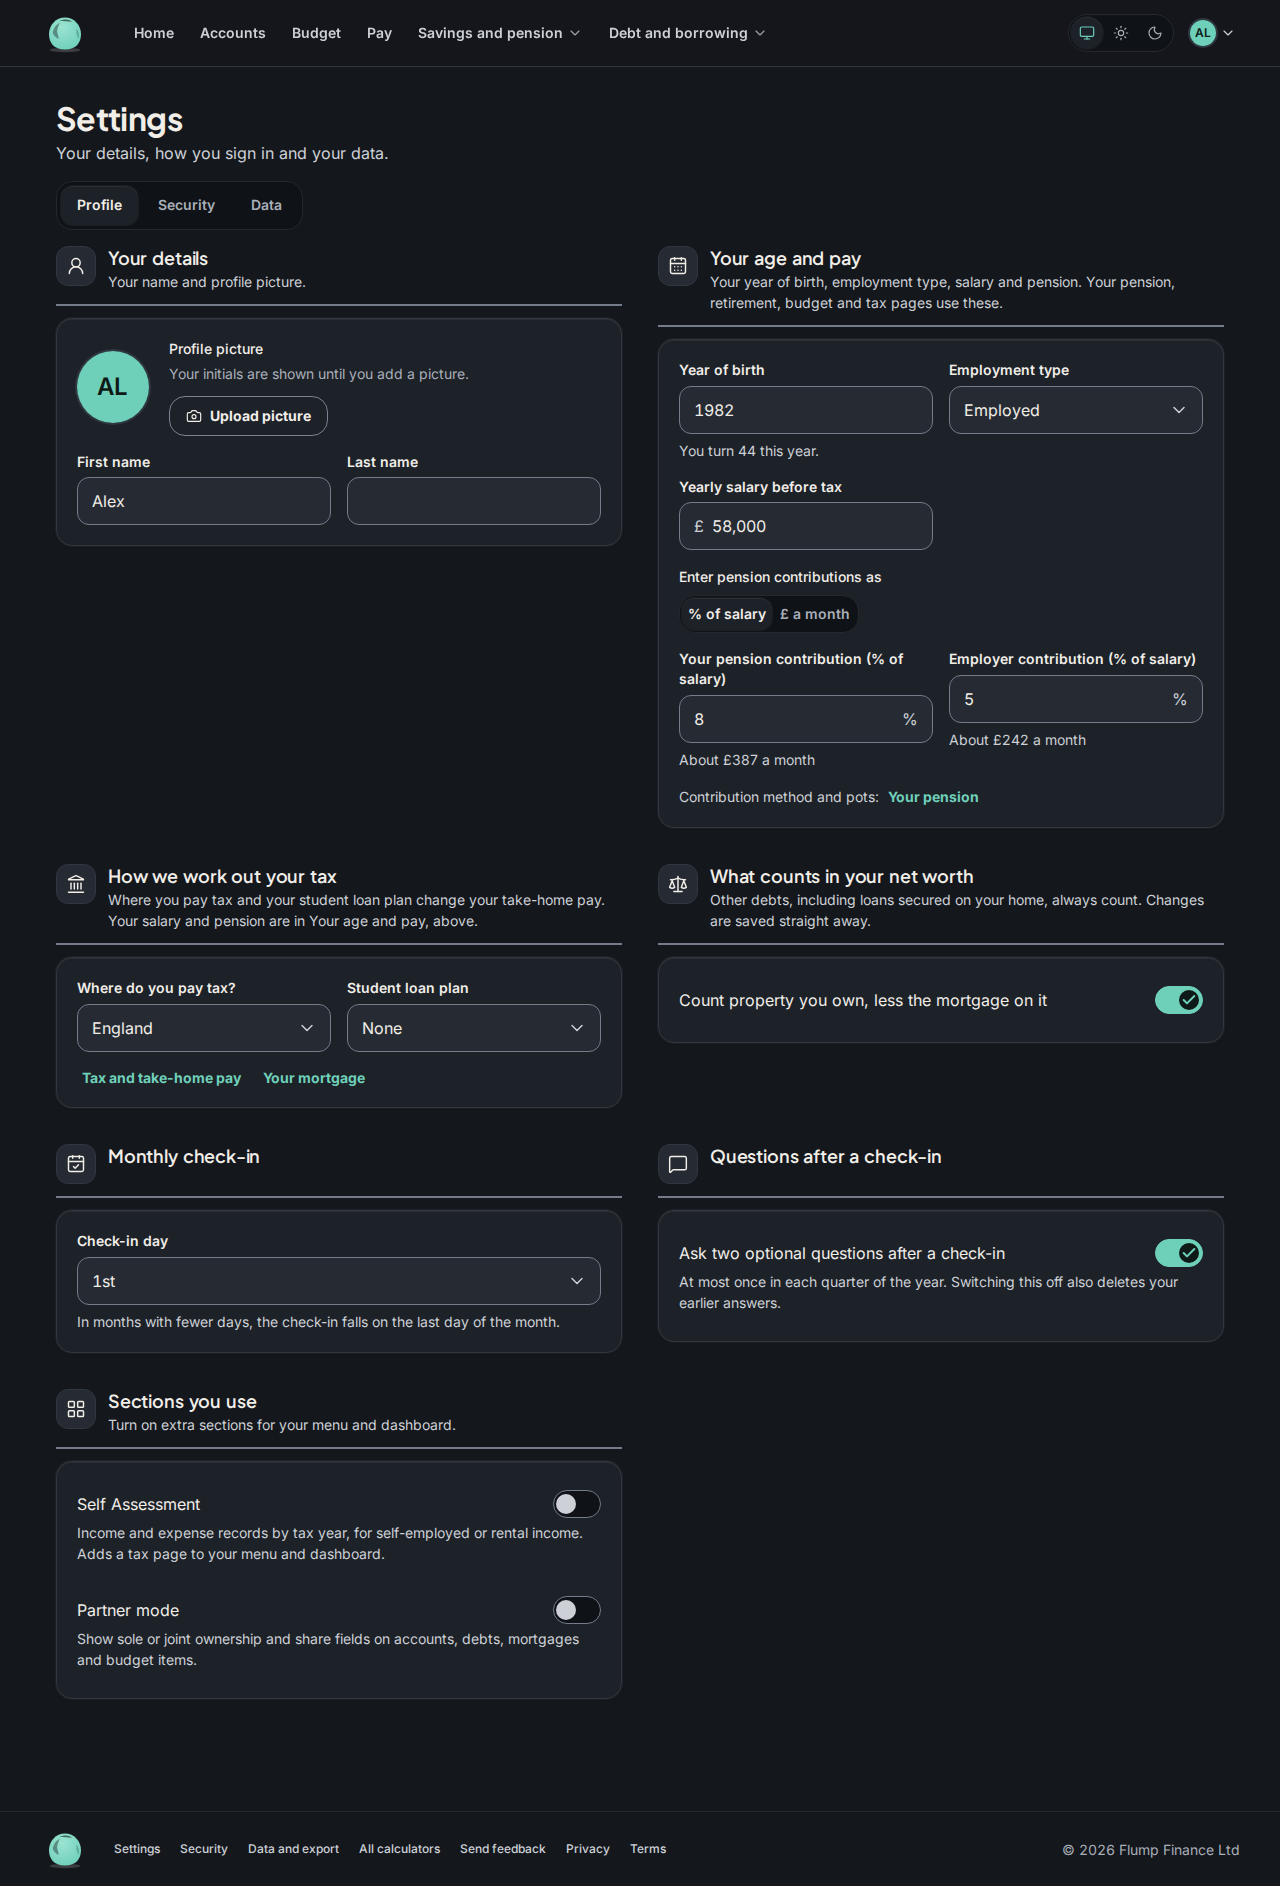 Home
Accounts
Budget
Pay
Savings and pension
Debt and borrowing
AL
Settings
Your details, how you sign in and your data.
Profile
Security
Data
Your details
Your name and profile picture.
AL
Profile picture
Your initials are shown until you add a picture.
Upload picture
First name
Last name
Alex
Your age and pay
Your year of birth, employment type, salary and pension. Your pension,
retirement, budget and tax pages use these.
Year of birth
Employment type
1982
Employed
You turn 44 this year.
Yearly salary before tax
£ 58,000
Enter pension contributions as
% of salary
£ a month
Your pension contribution (% of
salary)
Employer contribution (% of salary)
8 %
5 %
About £387 a month
About £242 a month
Contribution method and pots: Your pension
How we work out your tax
Where you pay tax and your student loan plan change your take-home pay.
Your salary and pension are in Your age and pay, above.
Where do you pay tax?
Student loan plan
England
None
Tax and take-home pay
Your mortgage
What counts in your net worth
Other debts, including loans secured on your home, always count. Changes
are saved straight away.
Count property you own, less the mortgage on it
Monthly check-in
Check-in day
1st
In months with fewer days, the check-in falls on the last day of the month.
Questions after a check-in
Ask two optional questions after a check-in
At most once in each quarter of the year. Switching this off also deletes your
earlier answers.
Sections you use
Turn on extra sections for your menu and dashboard.
Self Assessment
Income and expense records by tax year, for self-employed or rental income.
Adds a tax page to your menu and dashboard.
Partner mode
Show sole or joint ownership and share fields on accounts, debts, mortgages
and budget items.
Settings
Security
Data and export
All calculators
Send feedback
Privacy
Terms
© 2026 Flump Finance Ltd